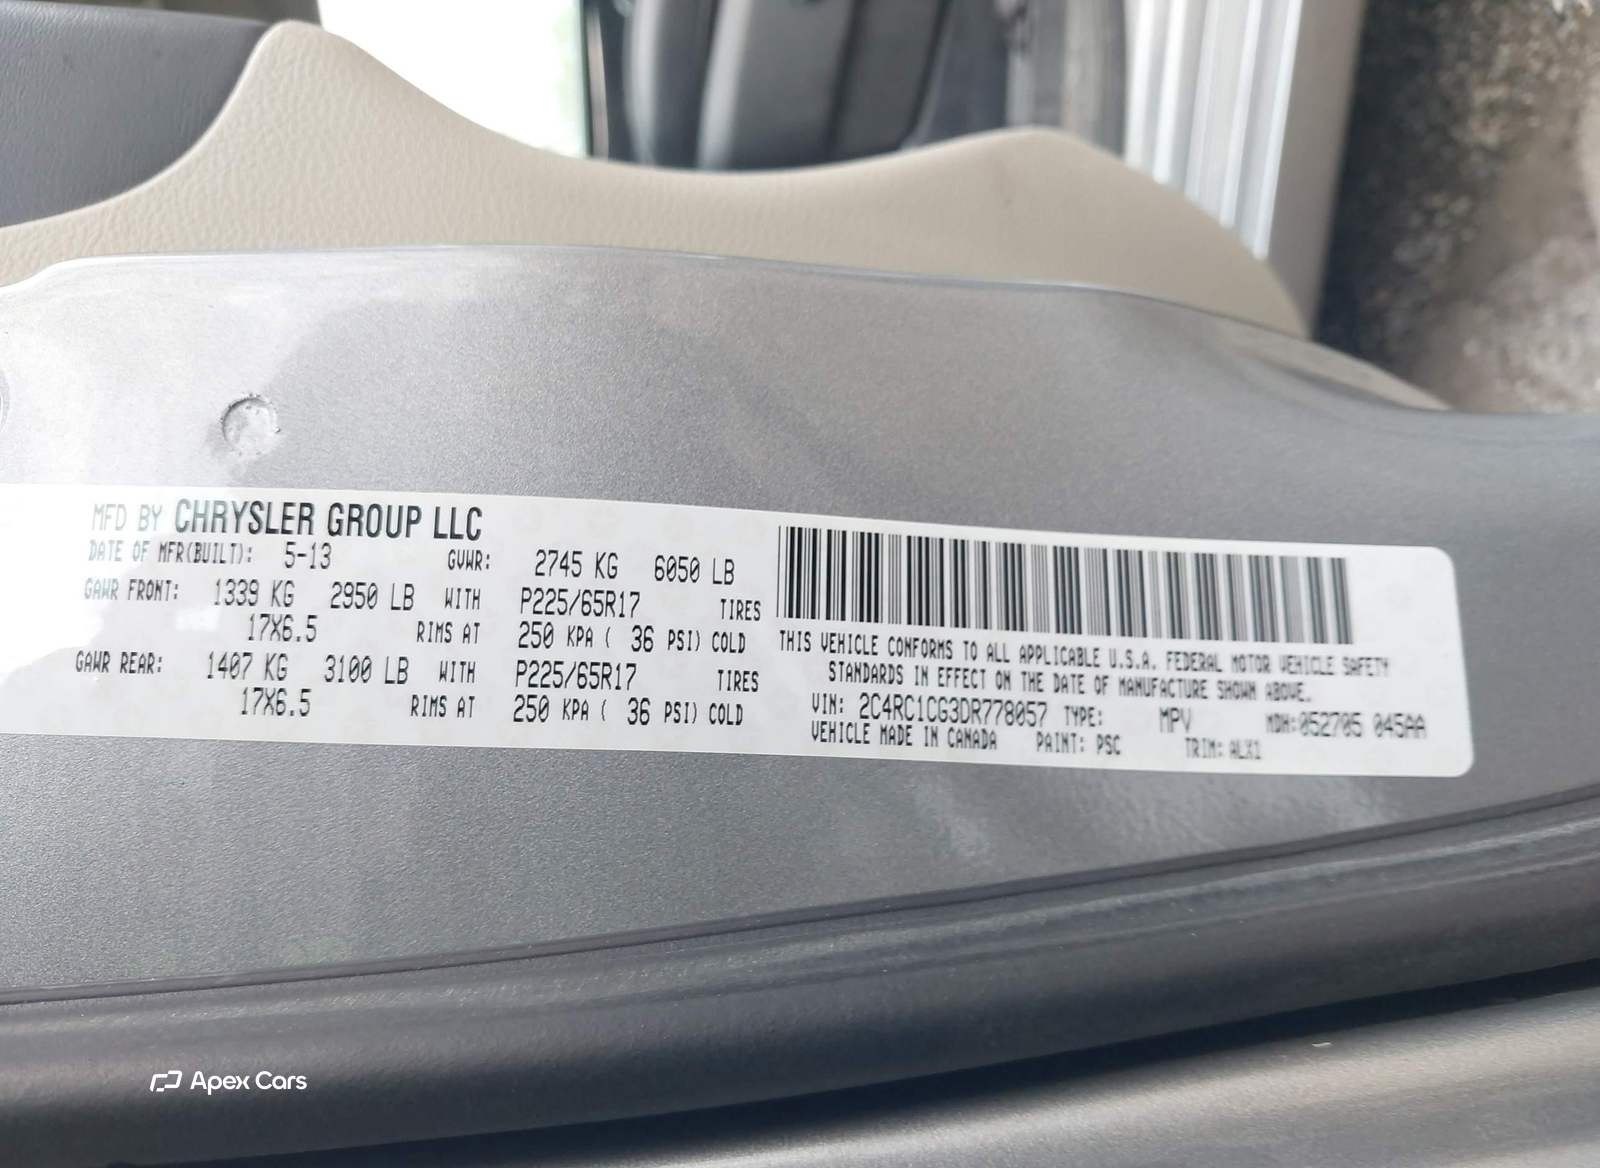 MFD BY CHRYSLER GROUP LLC
DATE OF MFR(BUILT): 5-13 GVWR: 2745 KG 6050 LB
GAWR FRONT: 1339 KG 2950 LB WITH P225/65R17 TIRES
17X6.5 RIMS AT 250 KPA ( 36 PSI) COLD
GAWR REAR: 1407 KG 3100 LB WITH P225/65R17 TIRES
17X6.5 RIMS AT 250 KPA ( 36 PSI) COLD
THIS VEHICLE CONFORMS TO ALL APPLICABLE U.S.A. FEDERAL MOTOR VEHICLE SAFETY
STANDARDS IN EFFECT ON THE DATE OF MANUFACTURE SHOWN ABOVE.
VIN: 2C4RC1CG3DR778057 TYPE: MPV MDH:052705 045AA
VEHICLE MADE IN CANADA PAINT: PSC TRIM: ALX1
Apex Cars